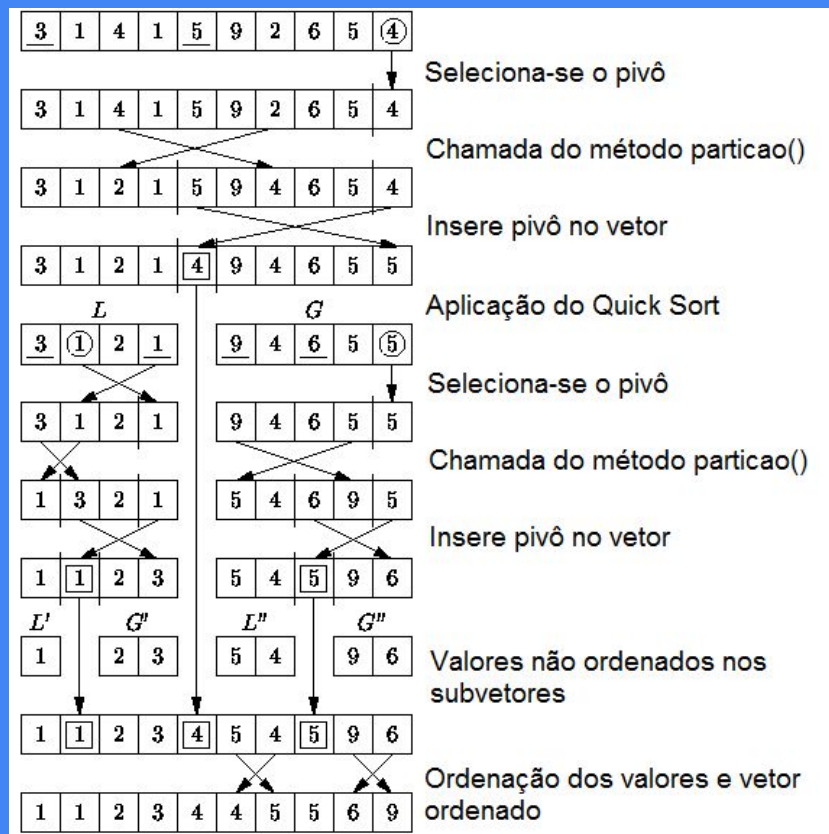 3 1 4 1 5 9 2 6 5 4
Seleciona-se o pivô
3 1 4 1 5 9 2 6 5 4
Chamada do método particao()
3 1 2 1 5 9 4 6 5 4
Insere pivô no vetor
3 1 2 1 4 9 4 6 5 5
L G Aplicação do Quick Sort
3 1 2 1 9 4 6 5 5
Seleciona-se o pivô
3 1 2 1 9 4 6 5 5
Chamada do método particao()
1 3 2 1 5 4 6 9 5
Insere pivô no vetor
1 1 2 3 5 4 5 9 6
L' G' L" G"
1 2 3 5 4 9 6
Valores não ordenados nos
subvetores
1 1 2 3 4 5 4 5 9 6
Ordenação dos valores e vetor
1 1 2 3 4 4 5 5 6 9 ordenado